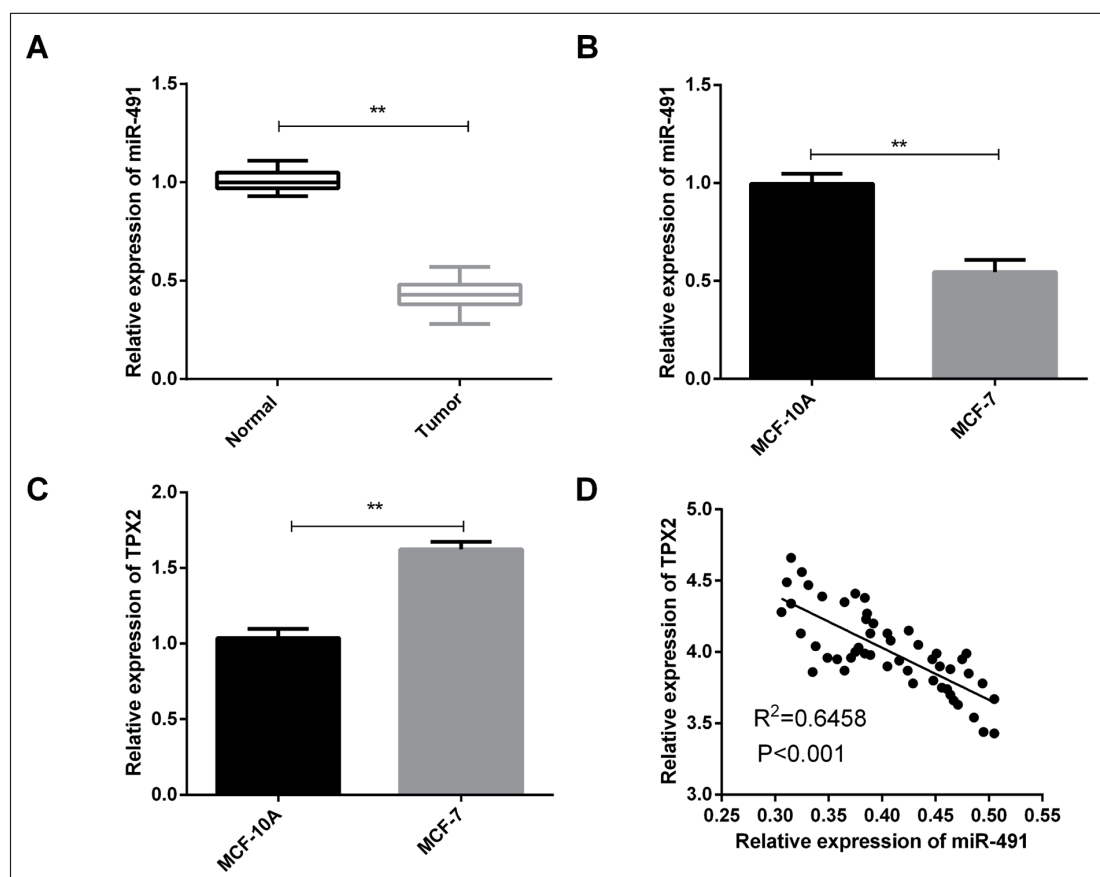 A
Relative expression of miR-491
1.5
1.0
0.5
0.0
**
Normal
Tumor
B
Relative expression of miR-491
1.5
1.0
0.5
0.0
**
MCF-10A
MCF-7
C
Relative expression of TPX2
2.0
1.5
1.0
0.5
0.0
**
MCF-10A
MCF-7
D
Relative expression of TPX2
5.0
4.5
4.0
3.5
3.0
R²=0.6458
P<0.001
0.25 0.30 0.35 0.40 0.45 0.50 0.55
Relative expression of miR-491